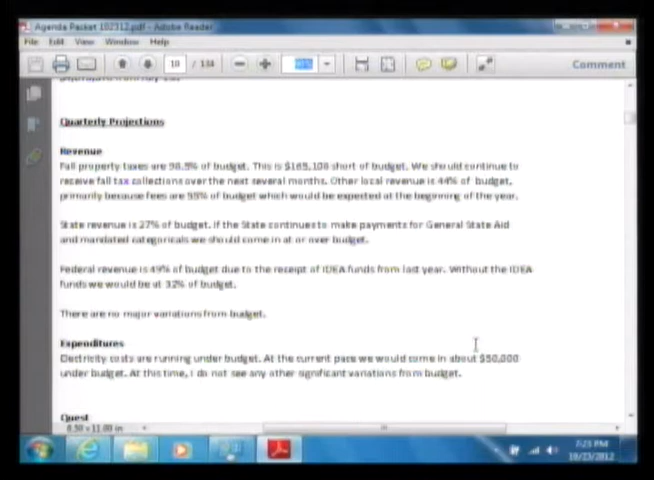 Agenda Packet 102312.pdf - Adobe Reader
File Edit View Window Help
10 / 138
Comment
Quarterly Projections
Revenue
Fall property taxes are 98.5% of budget. This is $165,108 short of budget. We should continue to
receive fall tax collections over the next several months. Other local revenue is 44% of budget,
primarily because fees are 55% of budget which would be expected at the beginning of the year.
State revenue is 27% of budget. If the State continues to make payments for General State Aid
and mandated categoricals we should come in at or over budget.
Federal revenue is 49% of budget due to the receipt of IDEA funds from last year. Without the IDEA
funds we would be at 32% of budget.
There are no major variations from budget.
Expenditures
Electricity costs are running under budget. At the current pace we would come in about $50,000
under budget. At this time, I do not see any other significant variations from budget.
Quest
8.50 x 11.00 in
7:21 PM
10/23/2012